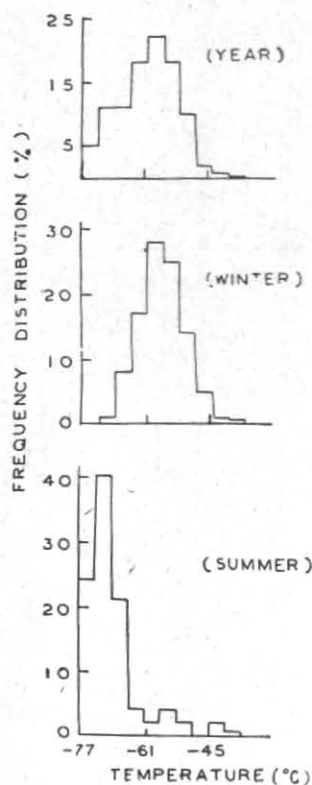 25
(YEAR)
15
5
30
(WINTER)
20
10
0
FREQUENCY DISTRIBUTION (%)
40
(SUMMER)
30
20
10
0
-77 -61 -45
TEMPERATURE (°C)